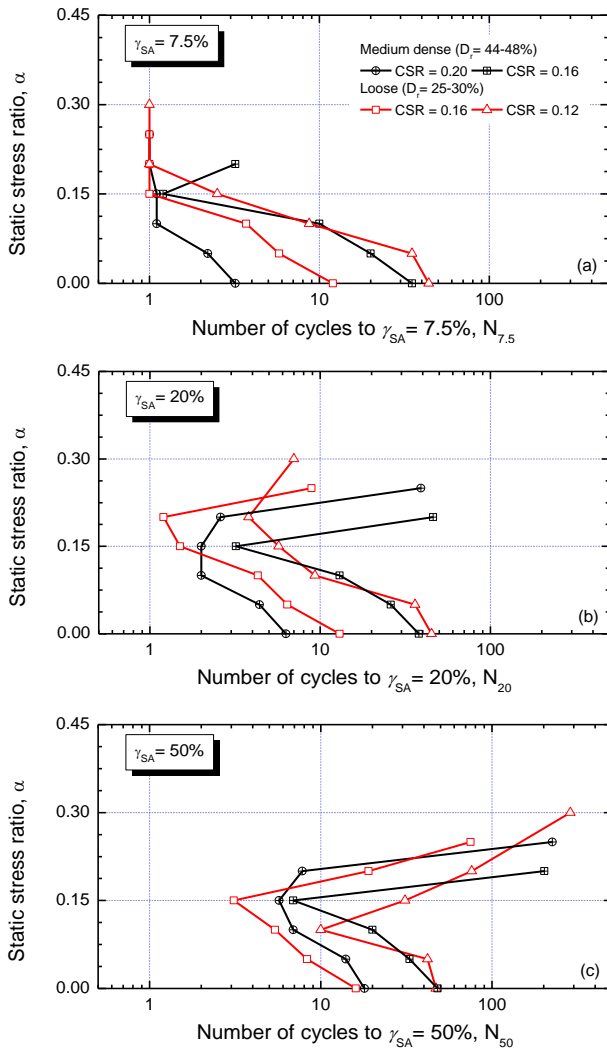 γSA= 7.5%
Medium dense (Dr= 44-48%)
CSR = 0.20 CSR = 0.16
Loose (Dr= 25-30%)
CSR = 0.16 CSR = 0.12
Static stress ratio, α
0.45
0.30
0.15
0.00
(a)
1 10 100
Number of cycles to γSA= 7.5%, N7.5
γSA= 20%
Static stress ratio, α
0.45
0.30
0.15
0.00
(b)
1 10 100
Number of cycles to γSA= 20%, N20
γSA= 50%
Static stress ratio, α
0.45
0.30
0.15
0.00
(c)
1 10 100
Number of cycles to γSA= 50%, N50